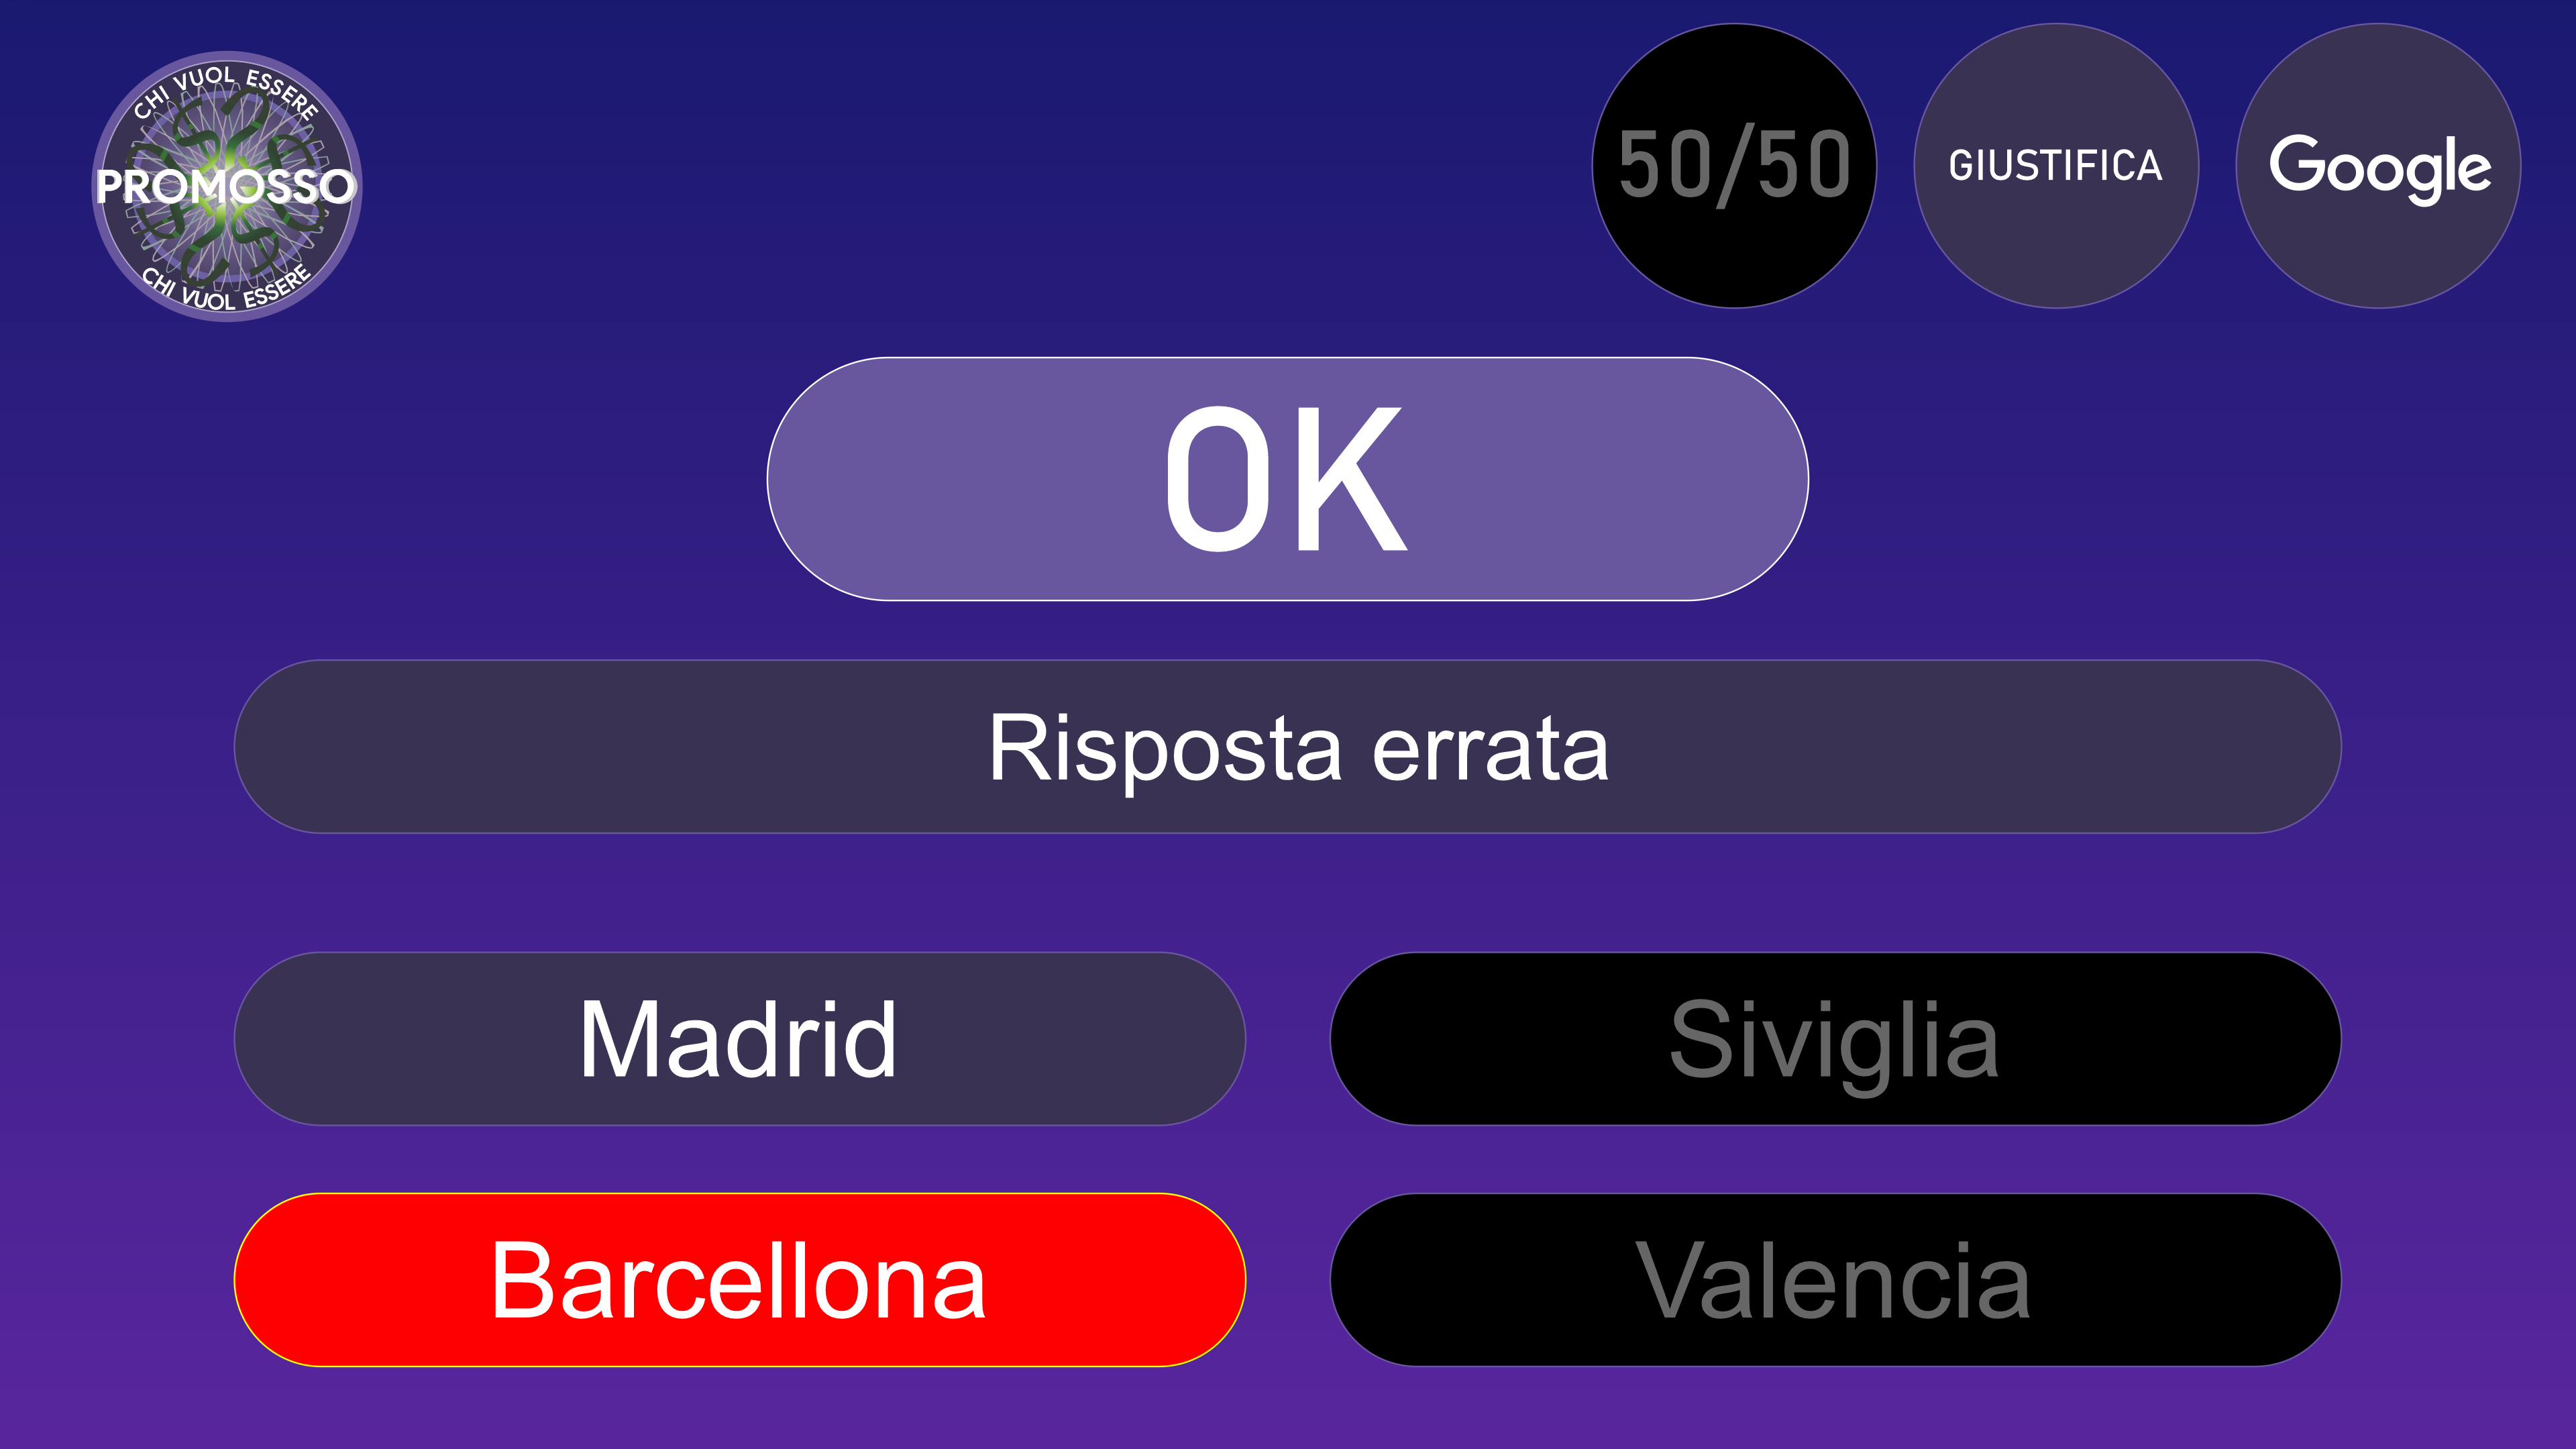 CHI VUOL ESSERE
PROMOSSO
CHI VUOL ESSERE
50/50
GIUSTIFICA
Google
OK
Risposta errata
Madrid
Siviglia
Barcellona
Valencia